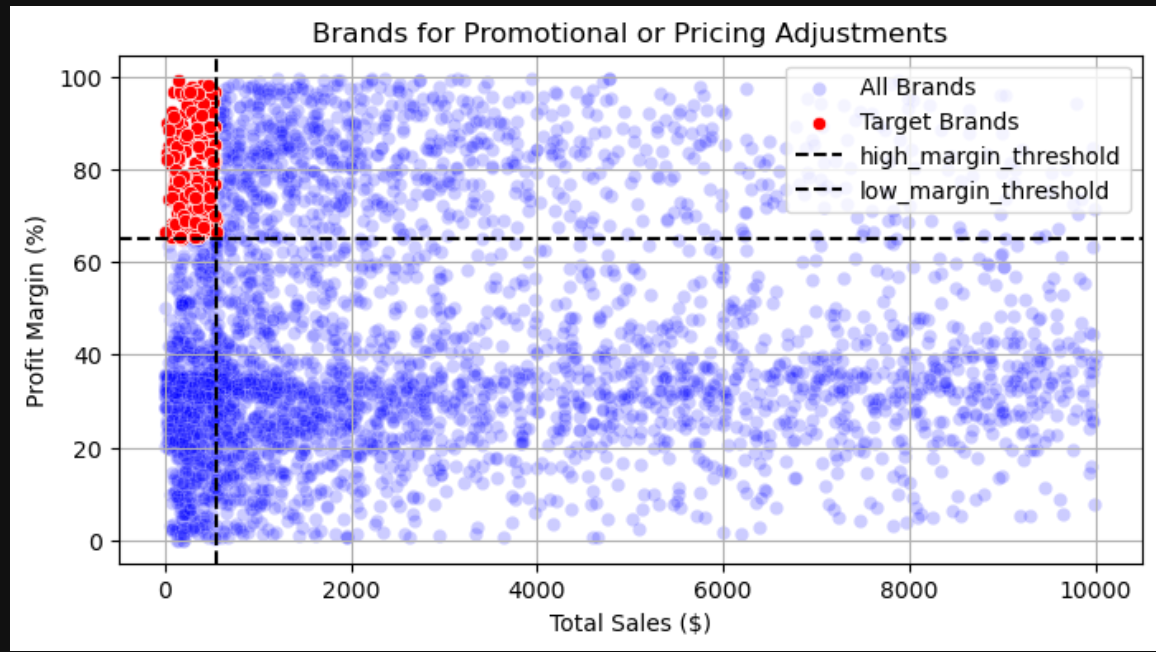 Brands for Promotional or Pricing Adjustments
All Brands
Target Brands
high_margin_threshold
low_margin_threshold
Profit Margin (%)
100
80
60
40
20
0
0 2000 4000 6000 8000 10000
Total Sales ($)